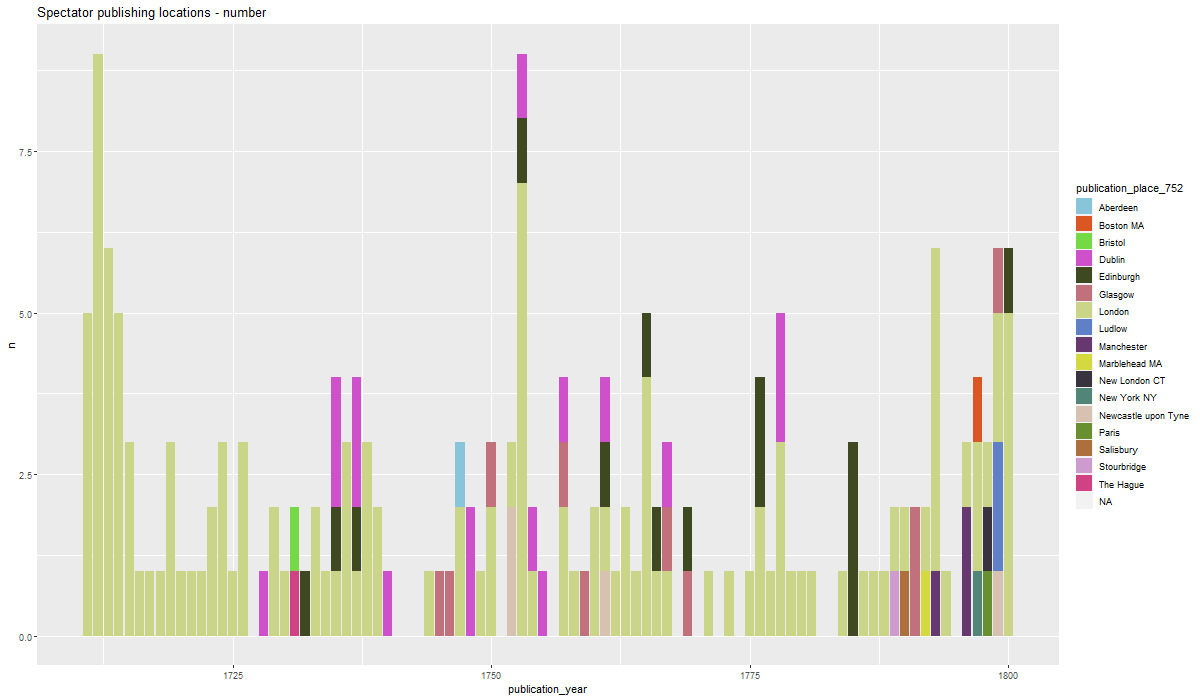 Spectator publishing locations - number
7.5
5.0
2.5
0.0
n
1725
1750
1775
1800
publication_year
publication_place_752
Aberdeen
Boston MA
Bristol
Dublin
Edinburgh
Glasgow
London
Ludlow
Manchester
Marblehead MA
New London CT
New York NY
Newcastle upon Tyne
Paris
Salisbury
Stourbridge
The Hague
NA